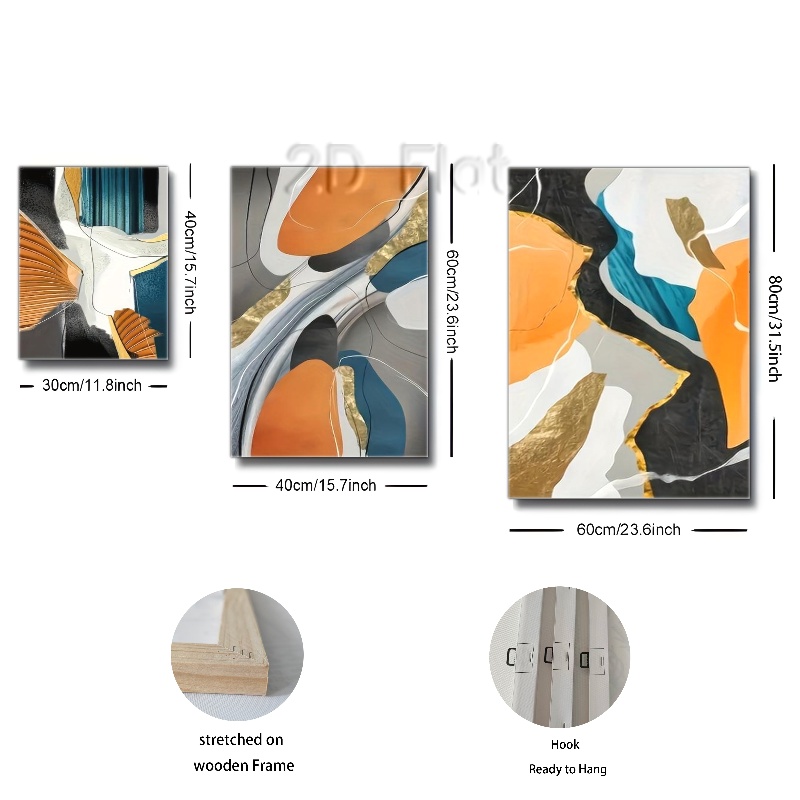 2D Flat
40cm/15.7inch
30cm/11.8inch
60cm/23.6inch
40cm/15.7inch
80cm/31.5inch
60cm/23.6inch
stretched on
wooden Frame
Hook
Ready to Hang